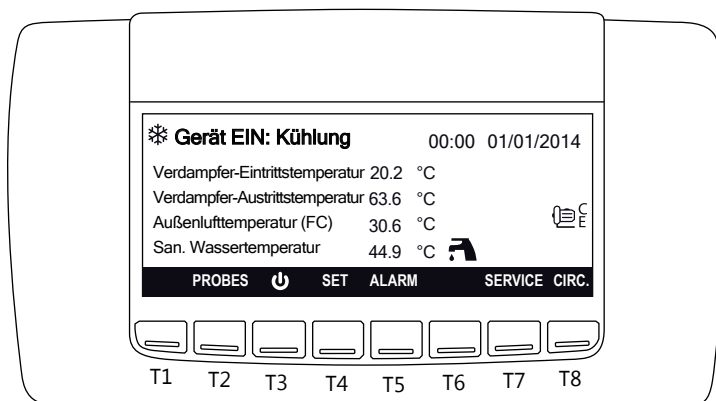 Gerät EIN: Kühlung 00:00 01/01/2014
Verdampfer-Eintrittstemperatur 20.2 °C
Verdampfer-Austrittstemperatur 63.6 °C
Außenlufttemperatur (FC) 30.6 °C
San. Wassertemperatur 44.9 °C
C
E
PROBES SET ALARM SERVICE CIRC.
T1 T2 T3 T4 T5 T6 T7 T8